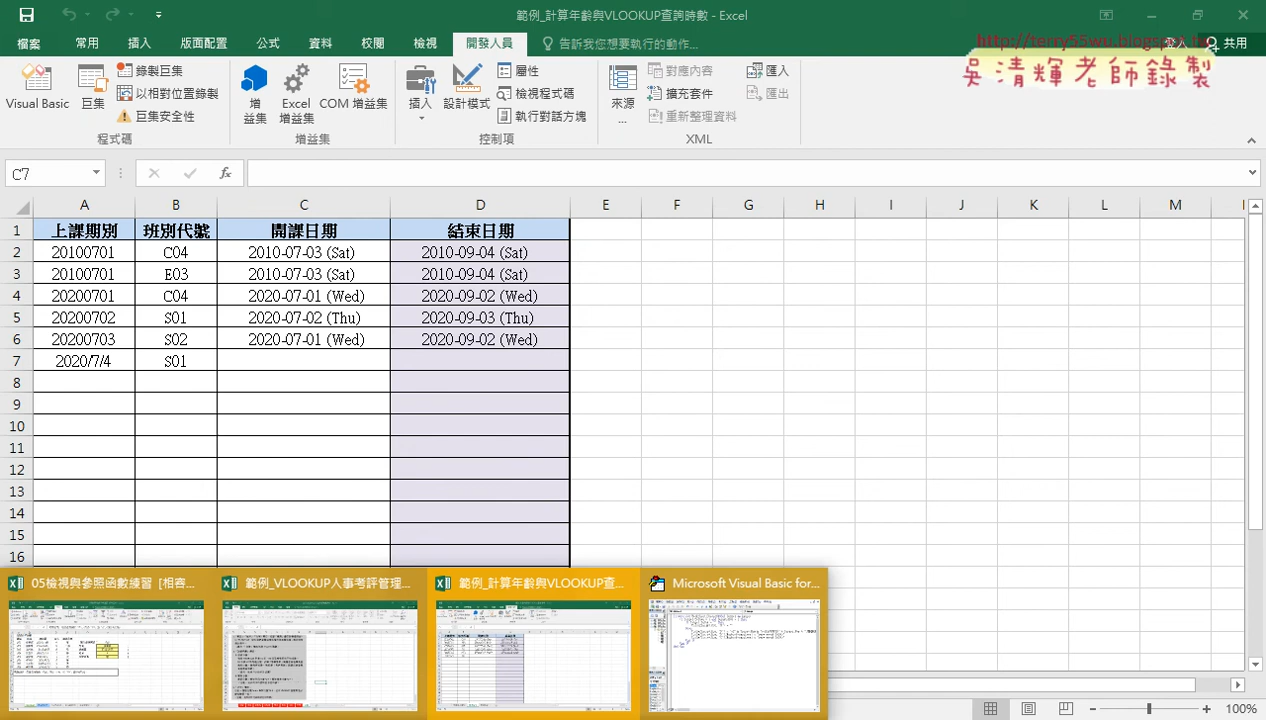 範例_計算年齡與VLOOKUP查詢時數 - Excel
http://terry55wu.blogspot.tw
吳清輝老師錄製
檔案 常用 插入 版面配置 公式 資料 校閱 檢視 開發人員 告訴我您想要執行的動作... 登入 共用
Visual Basic 巨集 錄製巨集 以相對位置錄製 巨集安全性
增益集 Excel 增益集 COM 增益集
插入 設計模式 屬性 檢視程式碼 執行對話方塊
來源... 對應內容 擴充套件 重新整理資料 匯入 匯出
程式碼 增益集 控制項 XML
C7 fx
A B C D E F G H I J K L M
1 上課期別 班別代號 開課日期 結束日期
2 20100701 C04 2010-07-03 (Sat) 2010-09-04 (Sat)
3 20100701 E03 2010-07-03 (Sat) 2010-09-04 (Sat)
4 20200701 C04 2020-07-01 (Wed) 2020-09-02 (Wed)
5 20200702 S01 2020-07-02 (Thu) 2020-09-03 (Thu)
6 20200703 S02 2020-07-01 (Wed) 2020-09-02 (Wed)
7 2020/7/4 S01
8
9
10
11
12
13
14
15
16
05檢視與參照函數練習 [相容... 範例_VLOOKUP人事考評管理... 範例_計算年齡與VLOOKUP查... Microsoft Visual Basic for...
100%